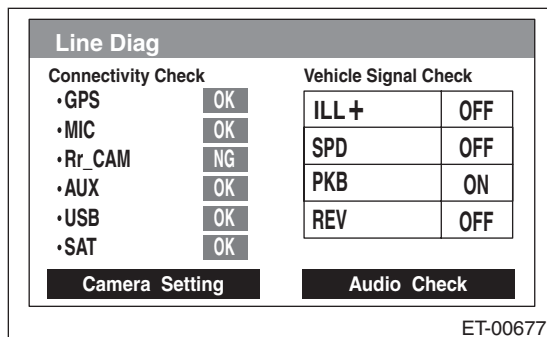 Line Diag
Connectivity Check
・GPS OK
・MIC OK
・Rr_CAM NG
・AUX OK
・USB OK
・SAT OK
Vehicle Signal Check
ILL+ OFF
SPD OFF
PKB ON
REV OFF
Camera Setting
Audio Check
ET-00677